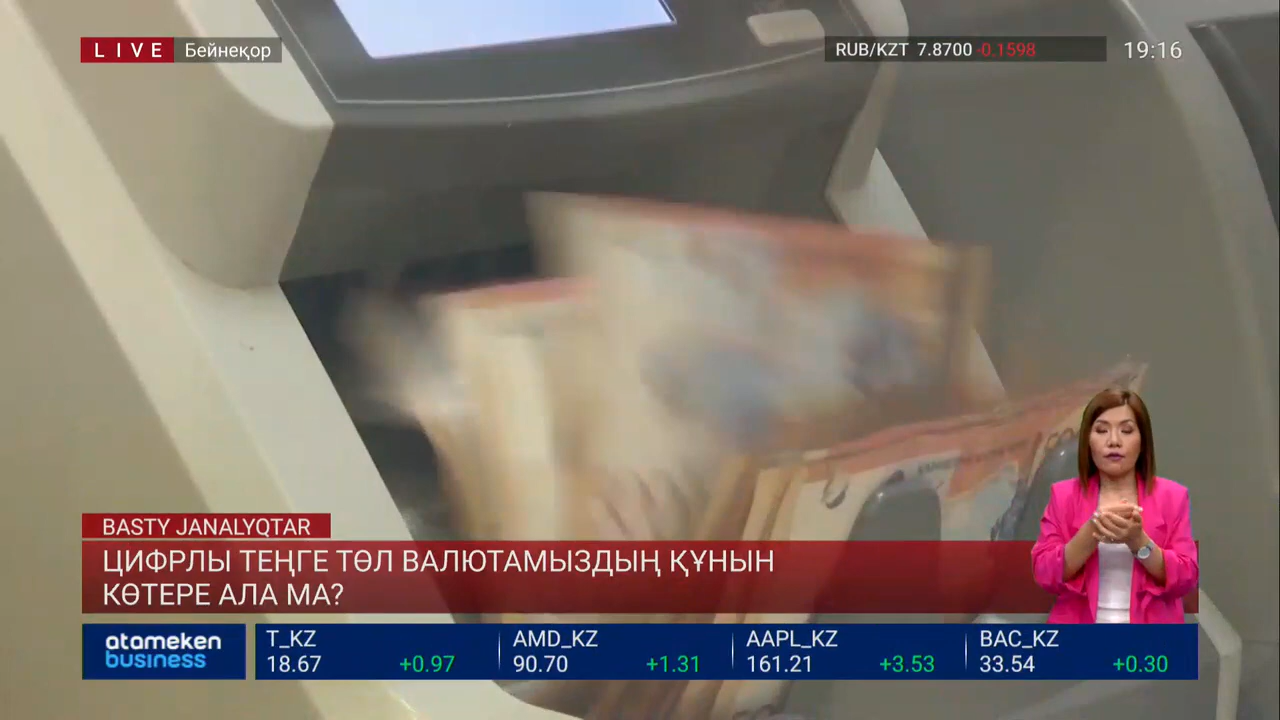 LIVE Бейнеқор
RUB/KZT 7.8700 -0.1598
19:16
BASTY JANALYQTAR
ЦИФРЛЫ ТЕҢГЕ ТӨЛ ВАЛЮТАМЫЗДЫҢ ҚҰНЫН
КӨТЕРЕ АЛА МА?
atameken
business
T_KZ
18.67 +0.97
AMD_KZ
90.70 +1.31
AAPL_KZ
161.21 +3.53
BAC_KZ
33.54 +0.30